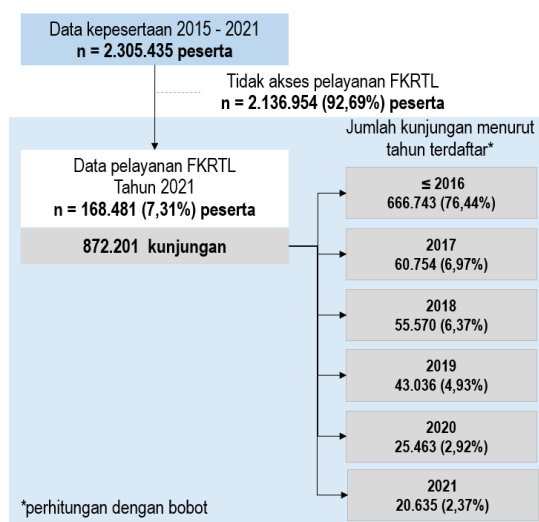 Data kepesertaan 2015 - 2021
n = 2.305.435 peserta
Tidak akses pelayanan FKRTL
n = 2.136.954 (92,69%) peserta
Data pelayanan FKRTL
Tahun 2021
n = 168.481 (7,31%) peserta
872.201 kunjungan
Jumlah kunjungan menurut
tahun terdaftar*
≤ 2016
666.743 (76,44%)
2017
60.754 (6,97%)
2018
55.570 (6,37%)
2019
43.036 (4,93%)
2020
25.463 (2,92%)
2021
20.635 (2,37%)
*perhitungan dengan bobot